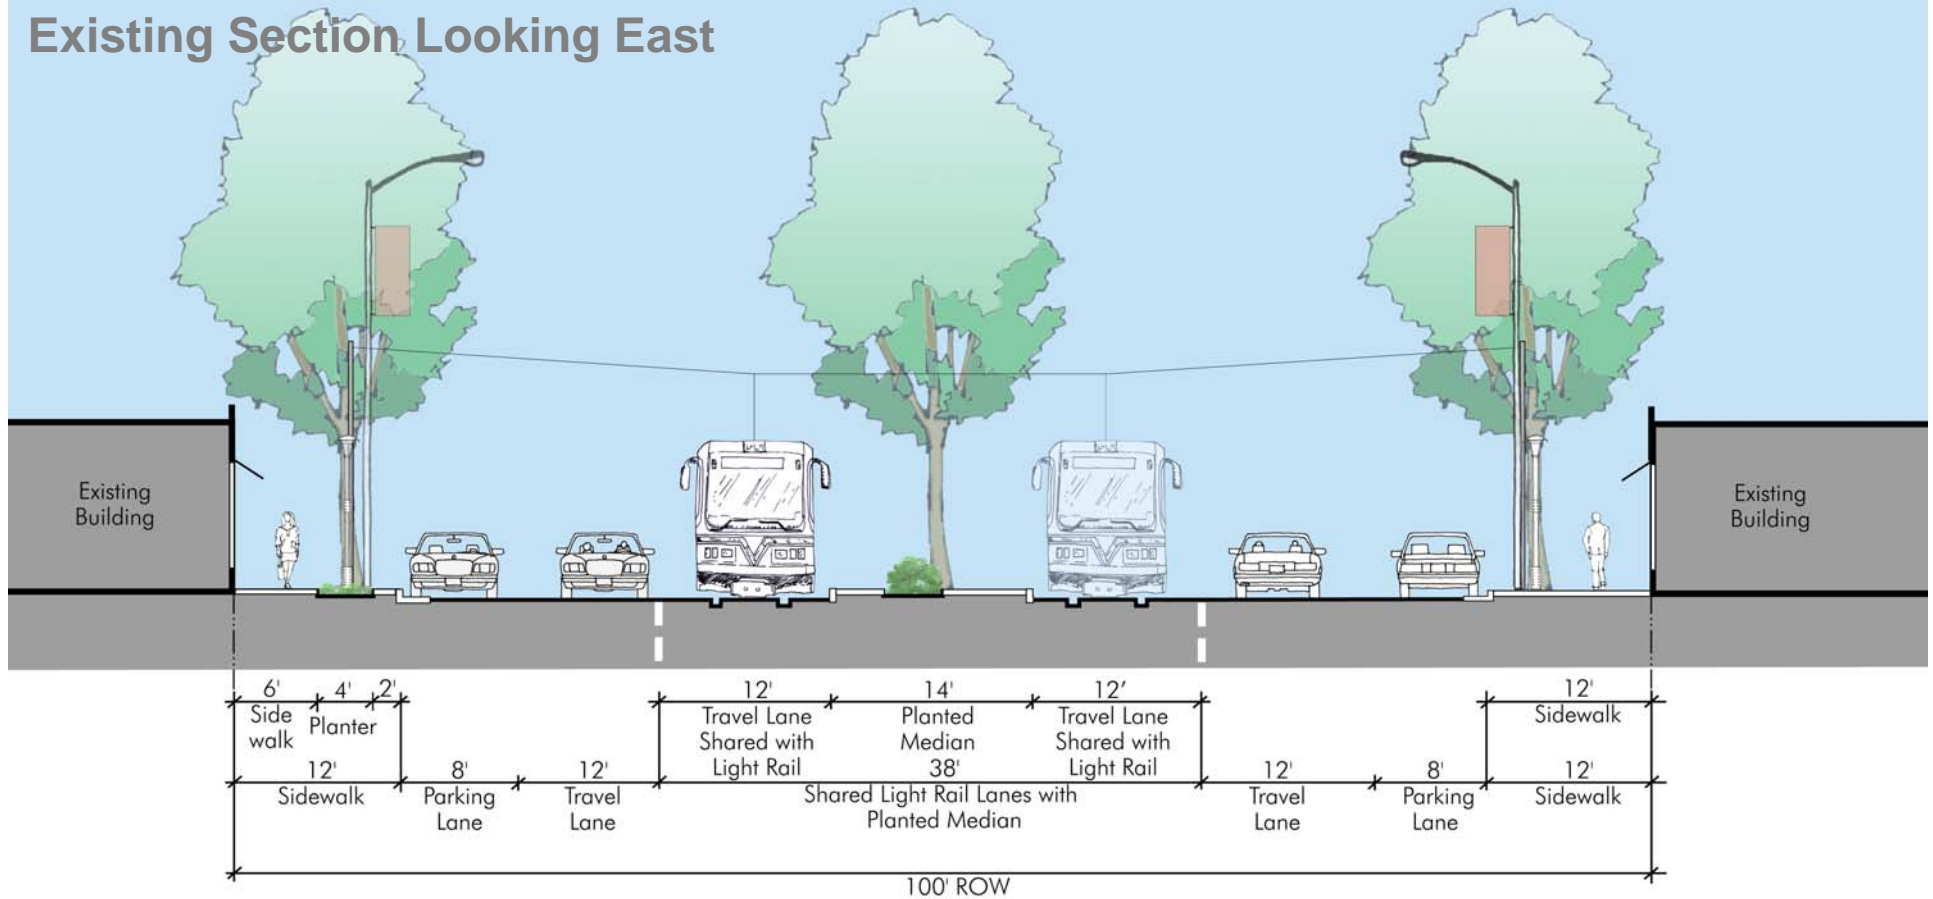 Existing Section Looking East
Existing
Building
Existing
Building
6'
4'
2'
12'
14'
12'
12'
Side
walk
Planter
Travel Lane
Shared with
Light Rail
Planted
Median
Travel Lane
Shared with
Light Rail
Sidewalk
12'
8'
12'
38'
12'
8'
12'
Sidewalk
Parking
Lane
Travel
Lane
Shared Light Rail Lanes with
Planted Median
Travel
Lane
Parking
Lane
Sidewalk
100' ROW